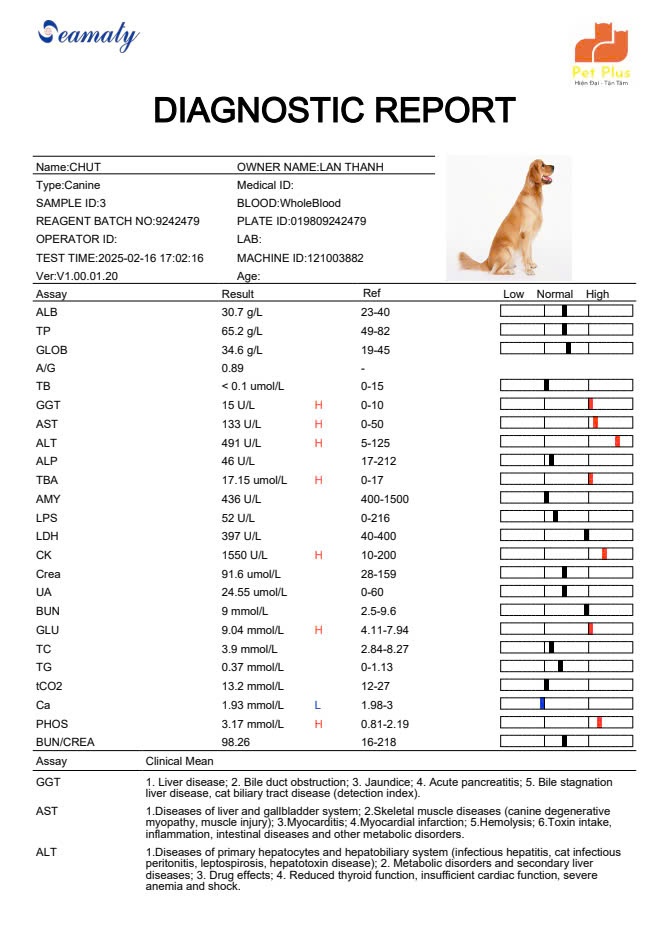 Seamaty
Pet Plus
Hiện Đại - Tận Tâm
DIAGNOSTIC REPORT
Name:CHUT OWNER NAME:LAN THANH
Type:Canine Medical ID:
SAMPLE ID:3 BLOOD:WholeBlood
REAGENT BATCH NO:9242479 PLATE ID:019809242479
OPERATOR ID: LAB:
TEST TIME:2025-02-16 17:02:16 MACHINE ID:121003882
Ver:V1.00.01.20 Age:
Assay Result Ref Low Normal High
ALB 30.7 g/L 23-40
TP 65.2 g/L 49-82
GLOB 34.6 g/L 19-45
A/G 0.89 -
TB < 0.1 umol/L 0-15
GGT 15 U/L H 0-10
AST 133 U/L H 0-50
ALT 491 U/L H 5-125
ALP 46 U/L 17-212
TBA 17.15 umol/L H 0-17
AMY 436 U/L 400-1500
LPS 52 U/L 0-216
LDH 397 U/L 40-400
CK 1550 U/L H 10-200
Crea 91.6 umol/L 28-159
UA 24.55 umol/L 0-60
BUN 9 mmol/L 2.5-9.6
GLU 9.04 mmol/L H 4.11-7.94
TC 3.9 mmol/L 2.84-8.27
TG 0.37 mmol/L 0-1.13
tCO2 13.2 mmol/L 12-27
Ca 1.93 mmol/L L 1.98-3
PHOS 3.17 mmol/L H 0.81-2.19
BUN/CREA 98.26 16-218
Assay Clinical Mean
GGT 1. Liver disease; 2. Bile duct obstruction; 3. Jaundice; 4. Acute pancreatitis; 5. Bile stagnation
liver disease, cat biliary tract disease (detection index).
AST 1.Diseases of liver and gallbladder system; 2.Skeletal muscle diseases (canine degenerative
myopathy, muscle injury); 3.Myocarditis; 4.Myocardial infarction; 5.Hemolysis; 6.Toxin intake,
inflammation, intestinal diseases and other metabolic disorders.
ALT 1.Diseases of primary hepatocytes and hepatobiliary system (infectious hepatitis, cat infectious
peritonitis, leptospirosis, hepatotoxin disease); 2. Metabolic disorders and secondary liver
diseases; 3. Drug effects; 4. Reduced thyroid function, insufficient cardiac function, severe
anemia and shock.